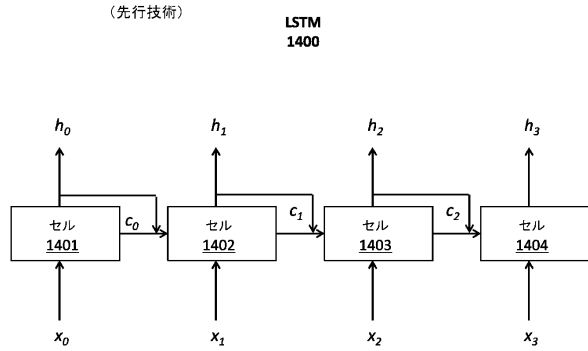 （先行技術）
LSTM
1400
h0 h1 h2 h3
セル セル セル セル
c0 c1 c2
1401 1402 1403 1404
x0 x1 x2 x3